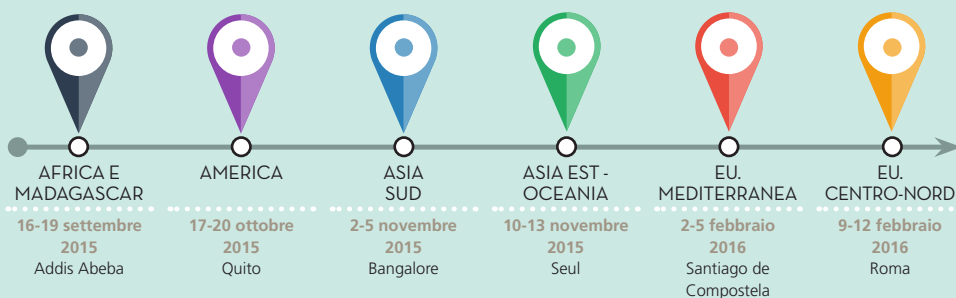 AFRICA E
MADAGASCAR
16-19 settembre
2015
Addis Abeba
AMERICA
17-20 ottobre
2015
Quito
ASIA
SUD
2-5 novembre
2015
Bangalore
ASIA EST -
OCEANIA
10-13 novembre
2015
Seul
EU.
MEDITERRANEA
2-5 febbraio
2016
Santiago de
Compostela
EU.
CENTRO-NORD
9-12 febbraio
2016
Roma